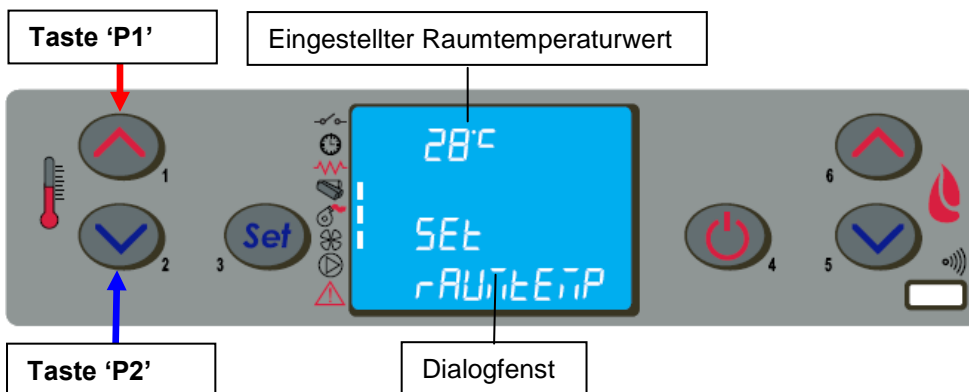 Taste ‘P1’
Eingestellter Raumtemperaturwert
28°C
1
6
SEt
Set
2
3
4
5
rAUmtEmP
Taste ‘P2’
Dialogfenst